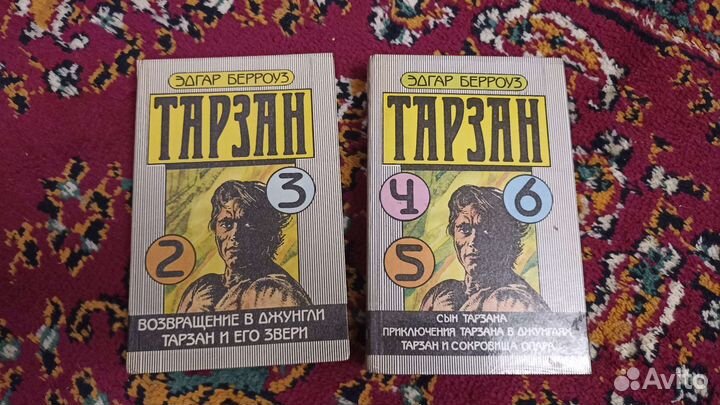 ЭДГАР БЕРРОУЗ
ТАРЗАН
3
2
ВОЗВРАЩЕНИЕ В ДЖУНГЛИ
ТАРЗАН И ЕГО ЗВЕРИ
ЭДГАР БЕРРОУЗ
ТАРЗАН
4
6
5
СЫН ТАРЗАНА
ПРИКЛЮЧЕНИЯ ТАРЗАНА В ДЖУНГЛЯХ
ТАРЗАН И СОКРОВИЩА ОПАРА
Avito